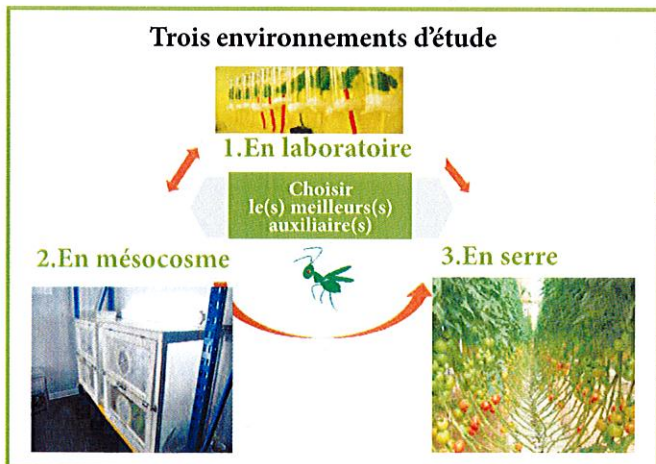 Trois environnements d'étude
1.En laboratoire
Choisir
le(s) meilleurs(s)
auxiliaire(s)
2.En mésocosme
3.En serre